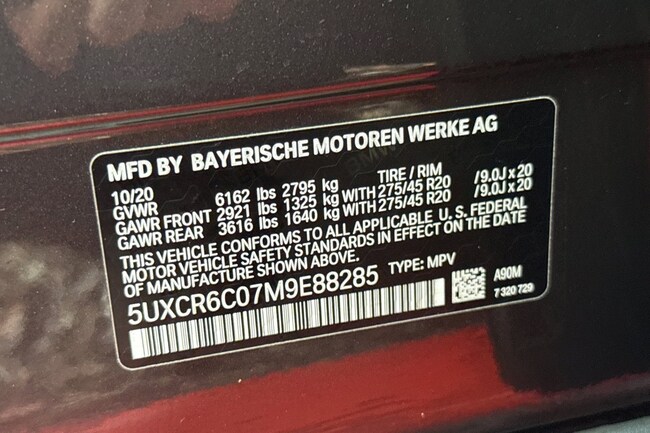 MFD BY BAYERISCHE MOTOREN WERKE AG
10/20 TIRE / RIM
GVWR 6162 lbs 2795 kg
GAWR FRONT 2921 lbs 1325 kg WITH 275/45 R20 /9.0J x 20
GAWR REAR 3616 lbs 1640 kg WITH 275/45 R20 /9.0J x 20
THIS VEHICLE CONFORMS TO ALL APPLICABLE U. S. FEDERAL
MOTOR VEHICLE SAFETY STANDARDS IN EFFECT ON THE DATE
OF MANUFACTURE SHOWN ABOVE.
5UXCR6C07M9E88285 TYPE: MPV
A90M
7 320 729